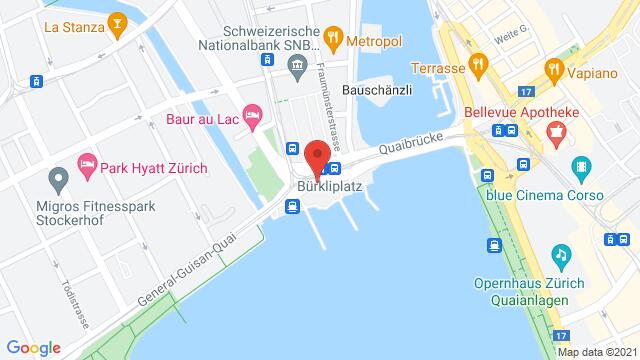 La Stanza
Schweizerische
Nationalbank SNB...
Metropol
Weite G.
Terrasse
Vapiano
17
Bauschänzli
Fraumünsterstrasse
Baur au Lac
Bellevue Apotheke
Quaibrücke
Park Hyatt Zürich
Bürkliplatz
blue Cinema Corso
Migros Fitnesspark
Stockerhof
General-Guisan-Quai
Tödistrasse
Opernhaus Zürich
Quaianlagen
17
Google
Map data ©2021